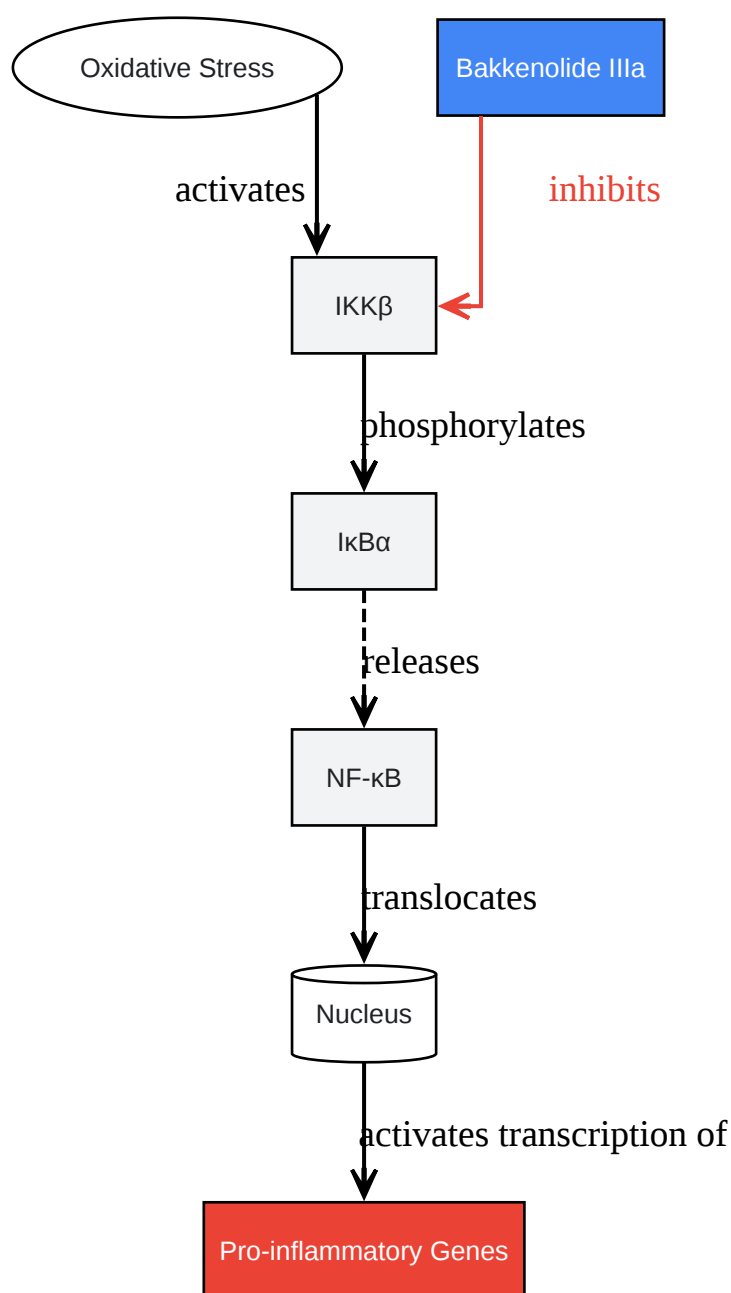 Oxidative Stress
Bakkenolide IIIa
activates
inhibits
IKKβ
phosphorylates
IκBα
releases
NF-κB
translocates
Nucleus
activates transcription of
Pro-inflammatory Genes